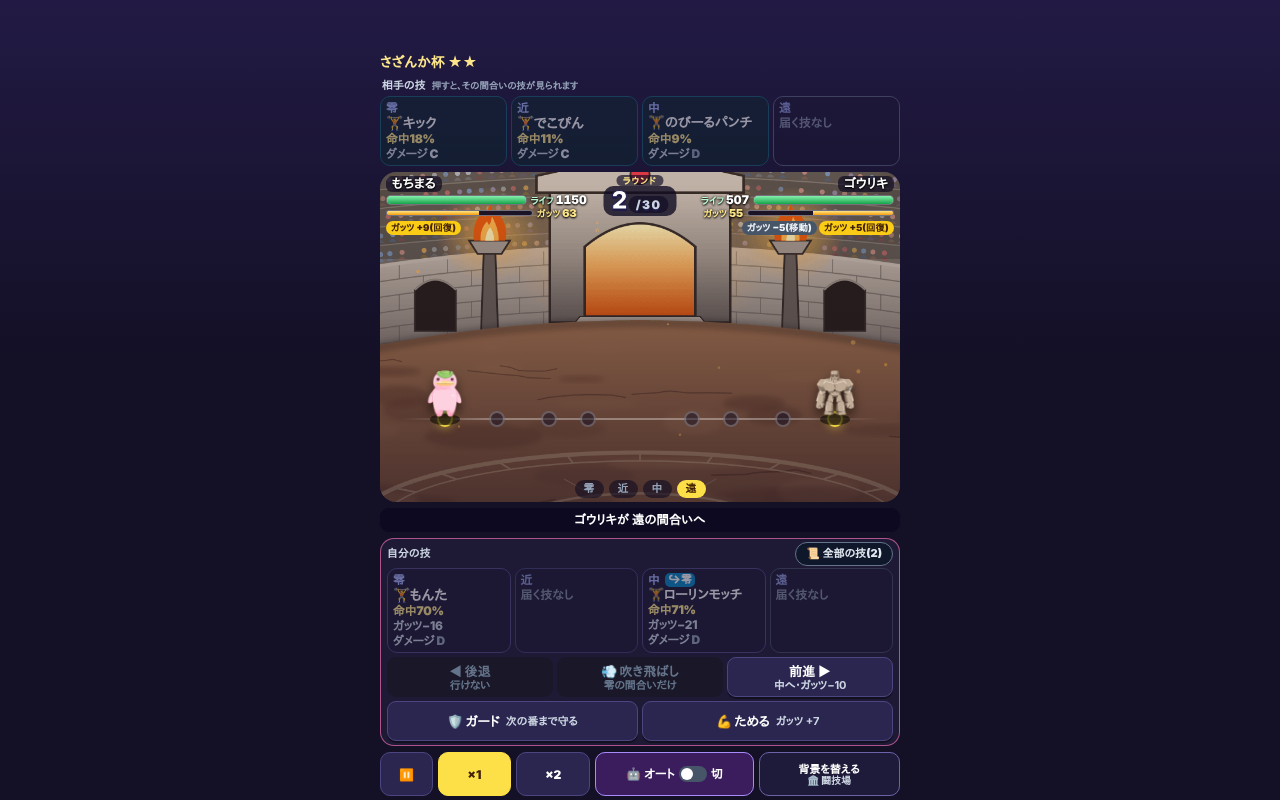 さざんか杯 ★★
相手の技 押すと、その間合いの技が見られます
零
🏋キック
命中18%
ダメージ C
近
🏋でこぴん
命中11%
ダメージ C
中
🏋のびーるパンチ
命中9%
ダメージ D
遠
届く技なし
もちまる
ラウンド
2 /30
ゴウリキ
ライフ 1150
ガッツ 63
ガッツ +9(回復)
ライフ 507
ガッツ 55
ガッツ −5(移動) ガッツ +5(回復)
零 近 中 遠
ゴウリキが 遠の間合いへ
自分の技
📜 全部の技(2)
零
🏋もんた
命中70%
ガッツ−16
ダメージ D
近
届く技なし
中 ↪零
🏋ローリンモッチ
命中71%
ガッツ−21
ダメージ D
遠
届く技なし
◀ 後退
行けない
💨 吹き飛ばし
零の間合いだけ
前進 ▶
中へ・ガッツ−10
🛡️ ガード 次の番まで守る
💪 ためる ガッツ +7
⏸
×1
×2
🤖 オート 切
背景を替える
🏛 闘技場